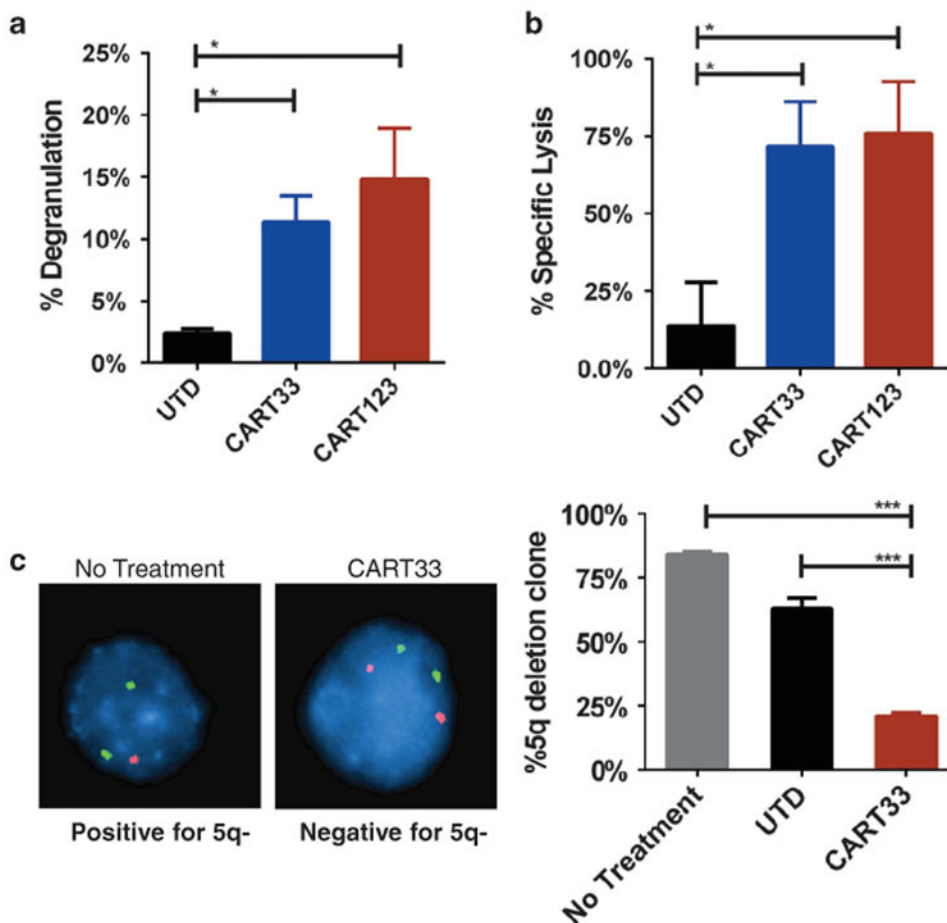 a
% Degranulation
25%
20%
15%
10%
5%
0%
*
*
UTD
CART33
CART123
b
% Specific Lysis
100%
75%
50%
25%
0.0%
*
*
UTD
CART33
CART123
c
No Treatment
CART33
Positive for 5q-
Negative for 5q-
%5q deletion clone
100%
75%
50%
25%
0%
***
***
No Treatment
UTD
CART33